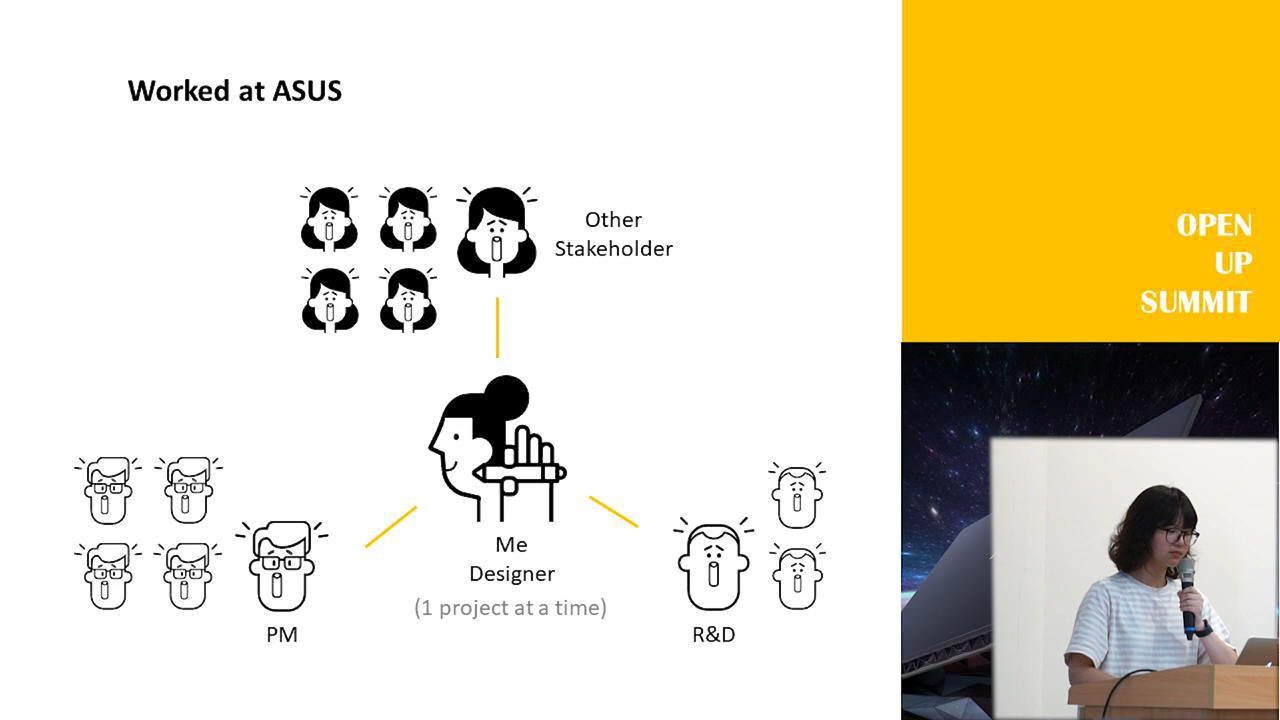 Worked at ASUS
Other
Stakeholder
Me
Designer
(1 project at a time)
PM
R&D
OPEN
UP
SUMMIT